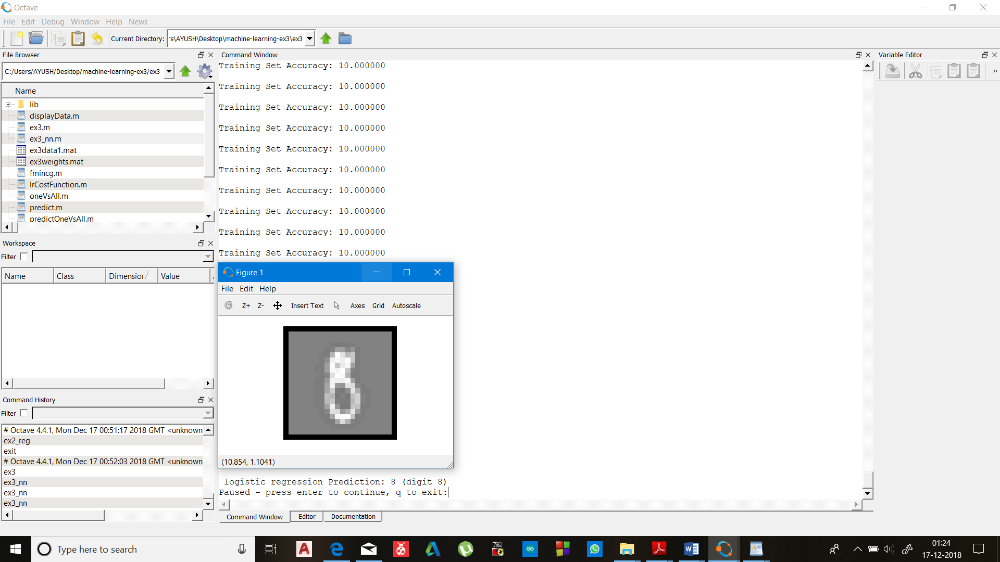 Octave
File Edit Debug Window Help News
Current Directory: rs\AYUSH\Desktop\machine-learning-ex3\ex3
File Browser
C:/Users/AYUSH/Desktop/machine-learning-ex3/ex3
Name
lib
displayData.m
ex3.m
ex3_nn.m
ex3data1.mat
ex3weights.mat
fmincg.m
lrCostFunction.m
oneVsAll.m
predict.m
predictOneVsAll.m
Workspace
Filter
Name Class Dimension Value
Command History
Filter
# Octave 4.4.1, Mon Dec 17 00:51:17 2018 GMT <unknown
ex2_reg
exit
# Octave 4.4.1, Mon Dec 17 00:52:03 2018 GMT <unknown
ex3
ex3_nn
ex3_nn
ex3_nn
Command Window
Training Set Accuracy: 10.000000
Training Set Accuracy: 10.000000
Training Set Accuracy: 10.000000
Training Set Accuracy: 10.000000
Training Set Accuracy: 10.000000
Training Set Accuracy: 10.000000
Training Set Accuracy: 10.000000
Training Set Accuracy: 10.000000
Training Set Accuracy: 10.000000
Training Set Accuracy: 10.000000
Figure 1
File Edit Help
Z+ Z- Insert Text Axes Grid Autoscale
(10.854, 1.1041)
logistic regression Prediction: 8 (digit 8)
Paused - press enter to continue, q to exit:
Command Window Editor Documentation
Variable Editor
»
Type here to search
01:24
17-12-2018